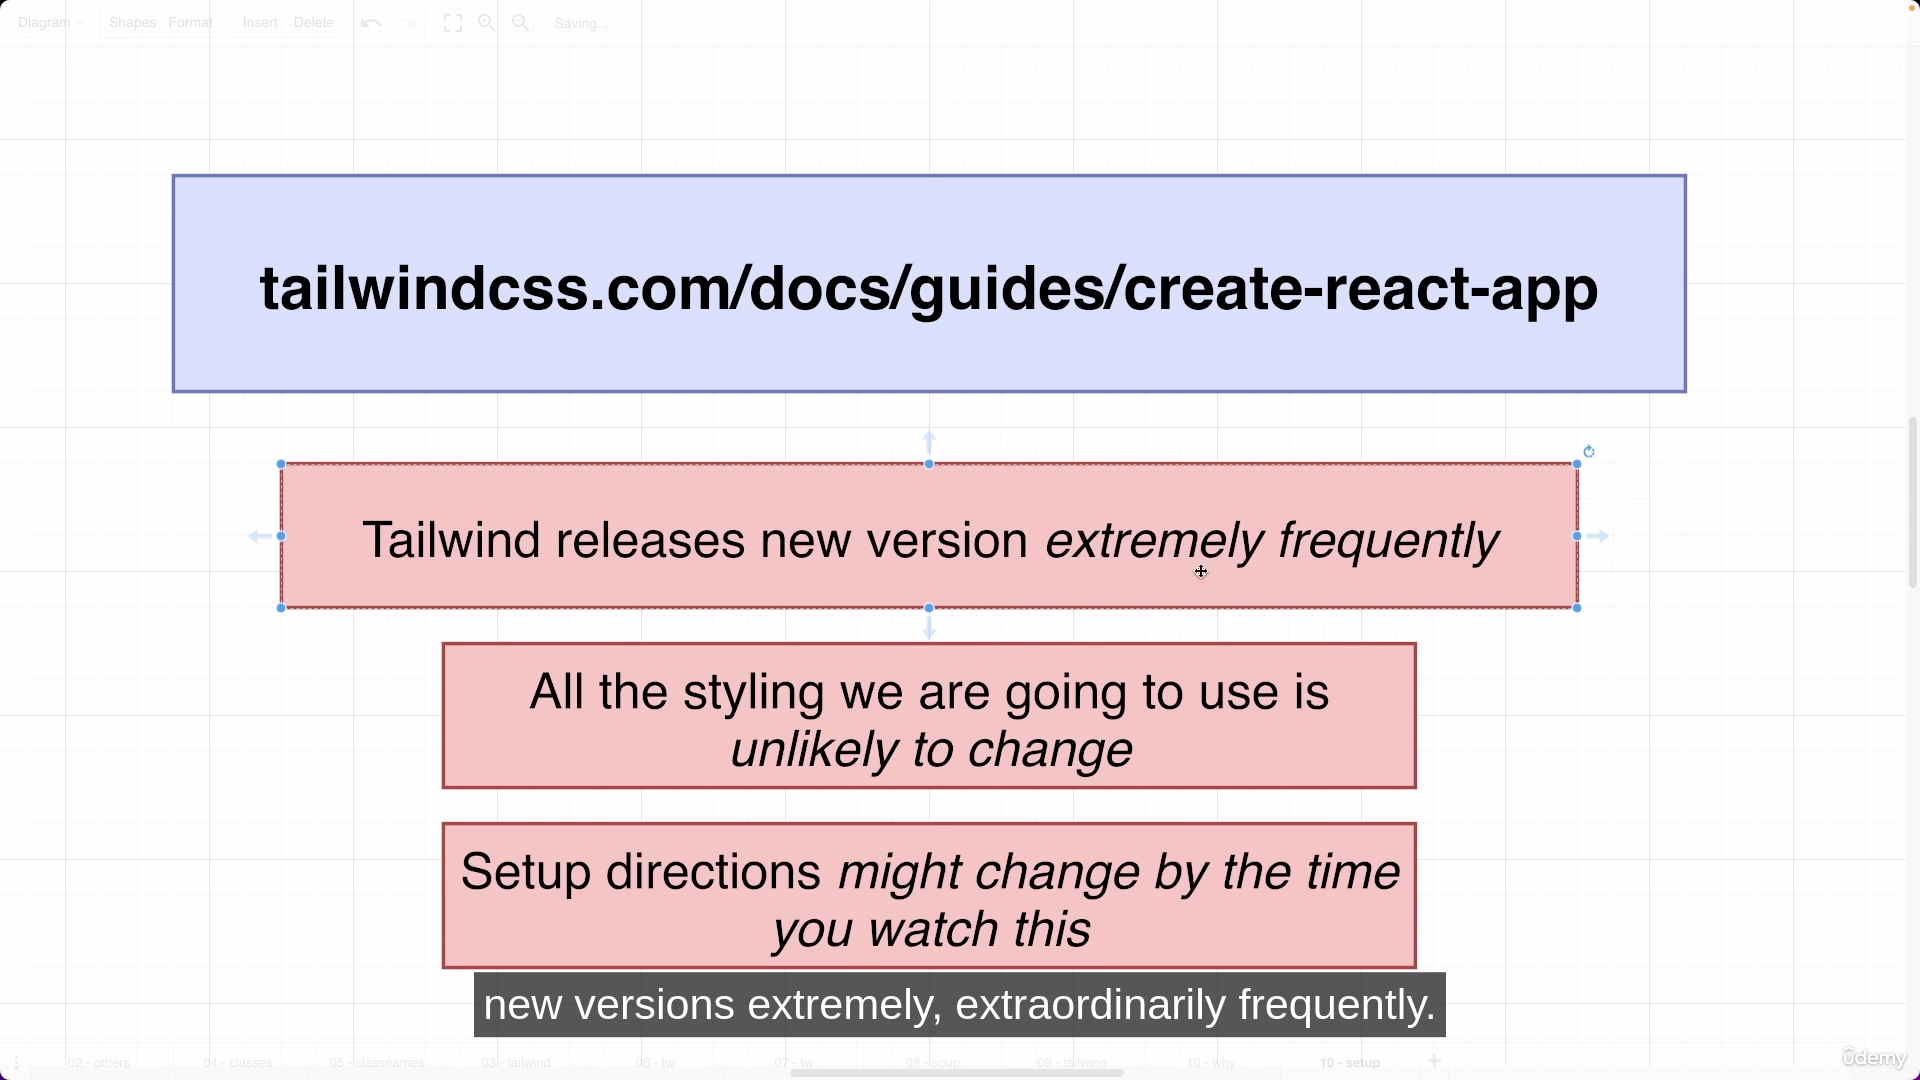 Diagram Shapes Format Insert Delete Saving...
tailwindcss.com/docs/guides/create-react-app
Tailwind releases new version extremely frequently
All the styling we are going to use is
unlikely to change
Setup directions might change by the time
you watch this
new versions extremely, extraordinarily frequently.
02 - others 04 - classes 05 - classnames 03 - tailwind 06 - tw 07 - tw 08 - soup 09 - tailwind 10 - why 10 - setup
ûdemy